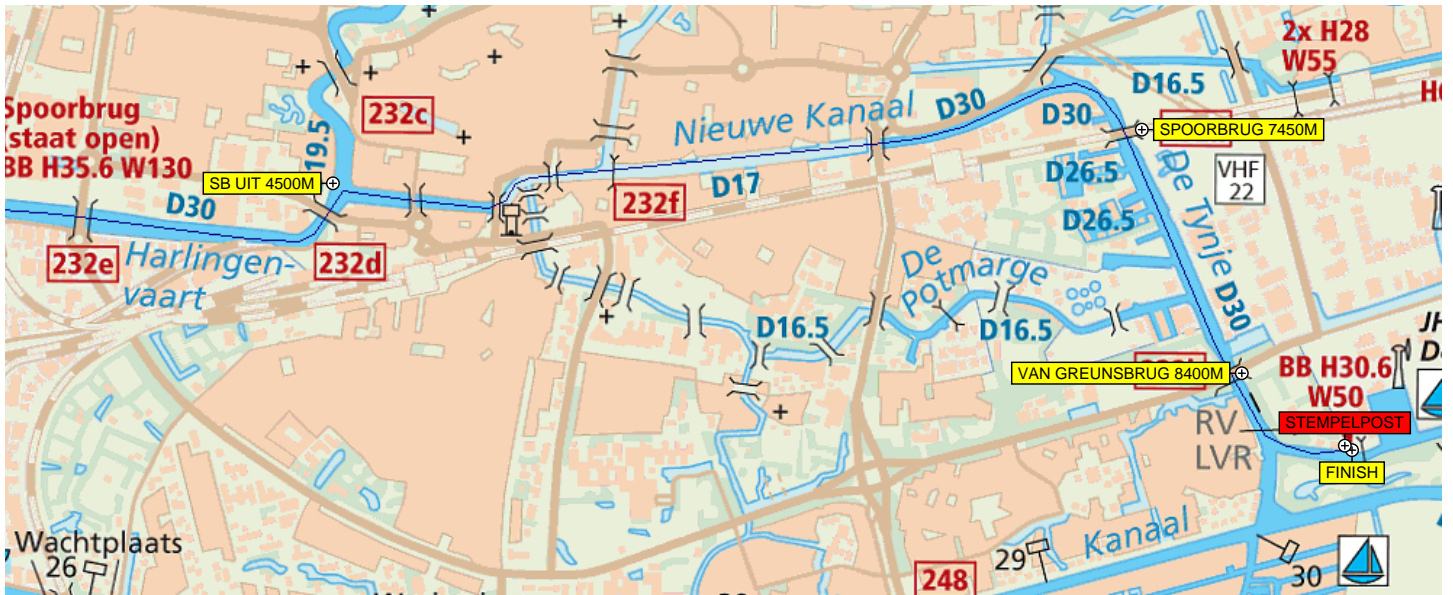 2x H28
W55
D16.5
H
232c
D30
D30
Spoorbrug
(staat open)
BB H35.6 W130
Nieuwe Kanaal
SPOORBRUG 7450M
19.5
SB UIT 4500M
D30
D17
D26.5
VHF
22
232f
D26.5
De Tynje
232e
Harlingen-
vaart
232d
De
Potmarge
D30
D16.5
D16.5
JH
D
VAN GREUNSBRUG 8400M
BB H30.6
W50
RV
LVR
STEMPELPOST
FINISH
Wachtplaats
26
Kanaal
29
30
248